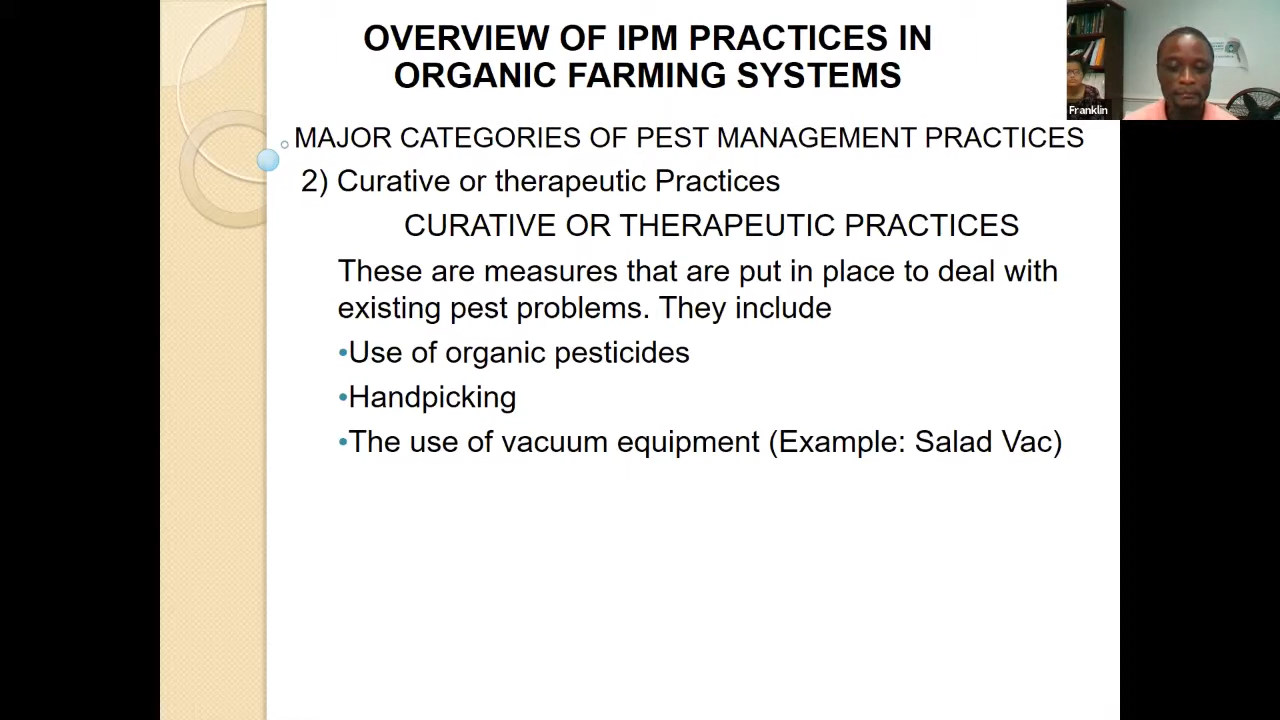 OVERVIEW OF IPM PRACTICES IN
ORGANIC FARMING SYSTEMS
Franklin
MAJOR CATEGORIES OF PEST MANAGEMENT PRACTICES
2) Curative or therapeutic Practices
CURATIVE OR THERAPEUTIC PRACTICES
These are measures that are put in place to deal with
existing pest problems. They include
•Use of organic pesticides
•Handpicking
•The use of vacuum equipment (Example: Salad Vac)